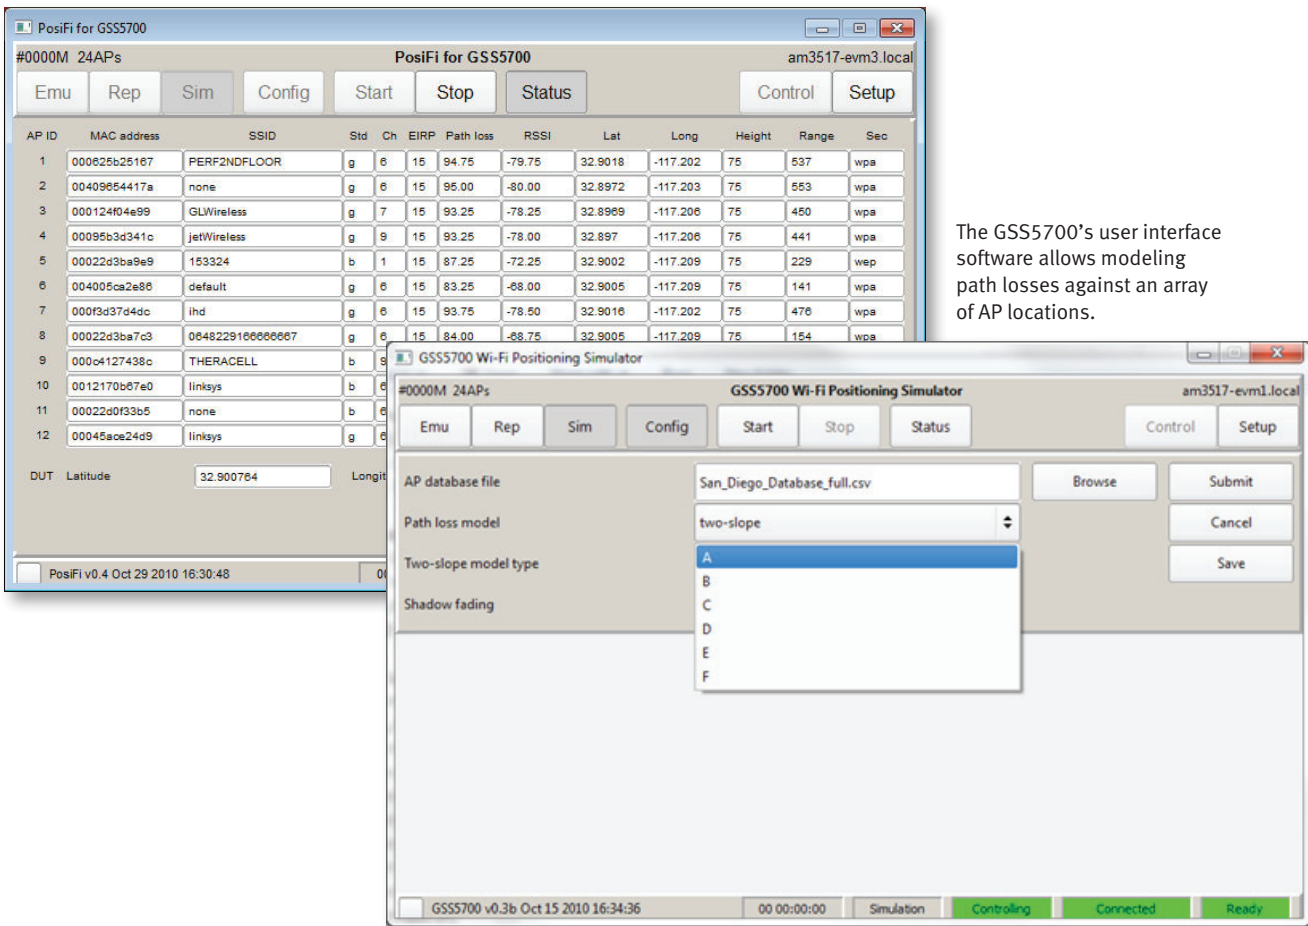 PosiFi for GSS5700
#0000M 24APs PosiFi for GSS5700 am3517-evm3.local
Emu Rep Sim Config Start Stop Status Control Setup
AP ID MAC address SSID Std Ch EIRP Path loss RSSI Lat Long Height Range Sec
1 000625b25167 PERF2NDFLOOR g 6 15 94.75 -79.75 32.9018 -117.202 75 537 wpa
2 00409654417a none g 6 15 95.00 -80.00 32.8972 -117.203 75 553 wpa
3 000124f04e99 GLWireless g 7 15 93.25 -78.25 32.8969 -117.206 75 450 wpa
4 00095b3d341c jetWireless g 9 15 93.25 -78.00 32.897 -117.206 75 441 wpa
5 00022d3ba9e9 153324 b 1 15 87.25 -72.25 32.9002 -117.209 75 229 wep
6 004005ca2e86 default g 6 15 83.25 -68.00 32.9005 -117.209 75 141 wpa
7 000f3d37d4dc ihd g 6 15 93.75 -78.50 32.9016 -117.202 75 476 wpa
8 00022d3ba7c3 0648229166666667 g 6 15 84.00 -68.75 32.9005 -117.209 75 154 wpa
9 000c4127438c THERACELL b 9
10 0012170b67e0 linksys b 6
11 00022d0f33b5 none b 6
12 00045ace24d9 linksys g 6
DUT Latitude 32.900764 Longit
PosiFi v0.4 Oct 29 2010 16:30:48 00
The GSS5700's user interface
software allows modeling
path losses against an array
of AP locations.
GSS5700 Wi-Fi Positioning Simulator
#0000M 24APs GSS5700 Wi-Fi Positioning Simulator am3517-evm1.local
Emu Rep Sim Config Start Stop Status Control Setup
AP database file San_Diego_Database_full.csv Browse Submit
Path loss model two-slope Cancel
Two-slope model type A Save
B
Shadow fading C
D
E
F
GSS5700 v0.3b Oct 15 2010 16:34:36 00 00:00:00 Simulation Controlling Connected Ready